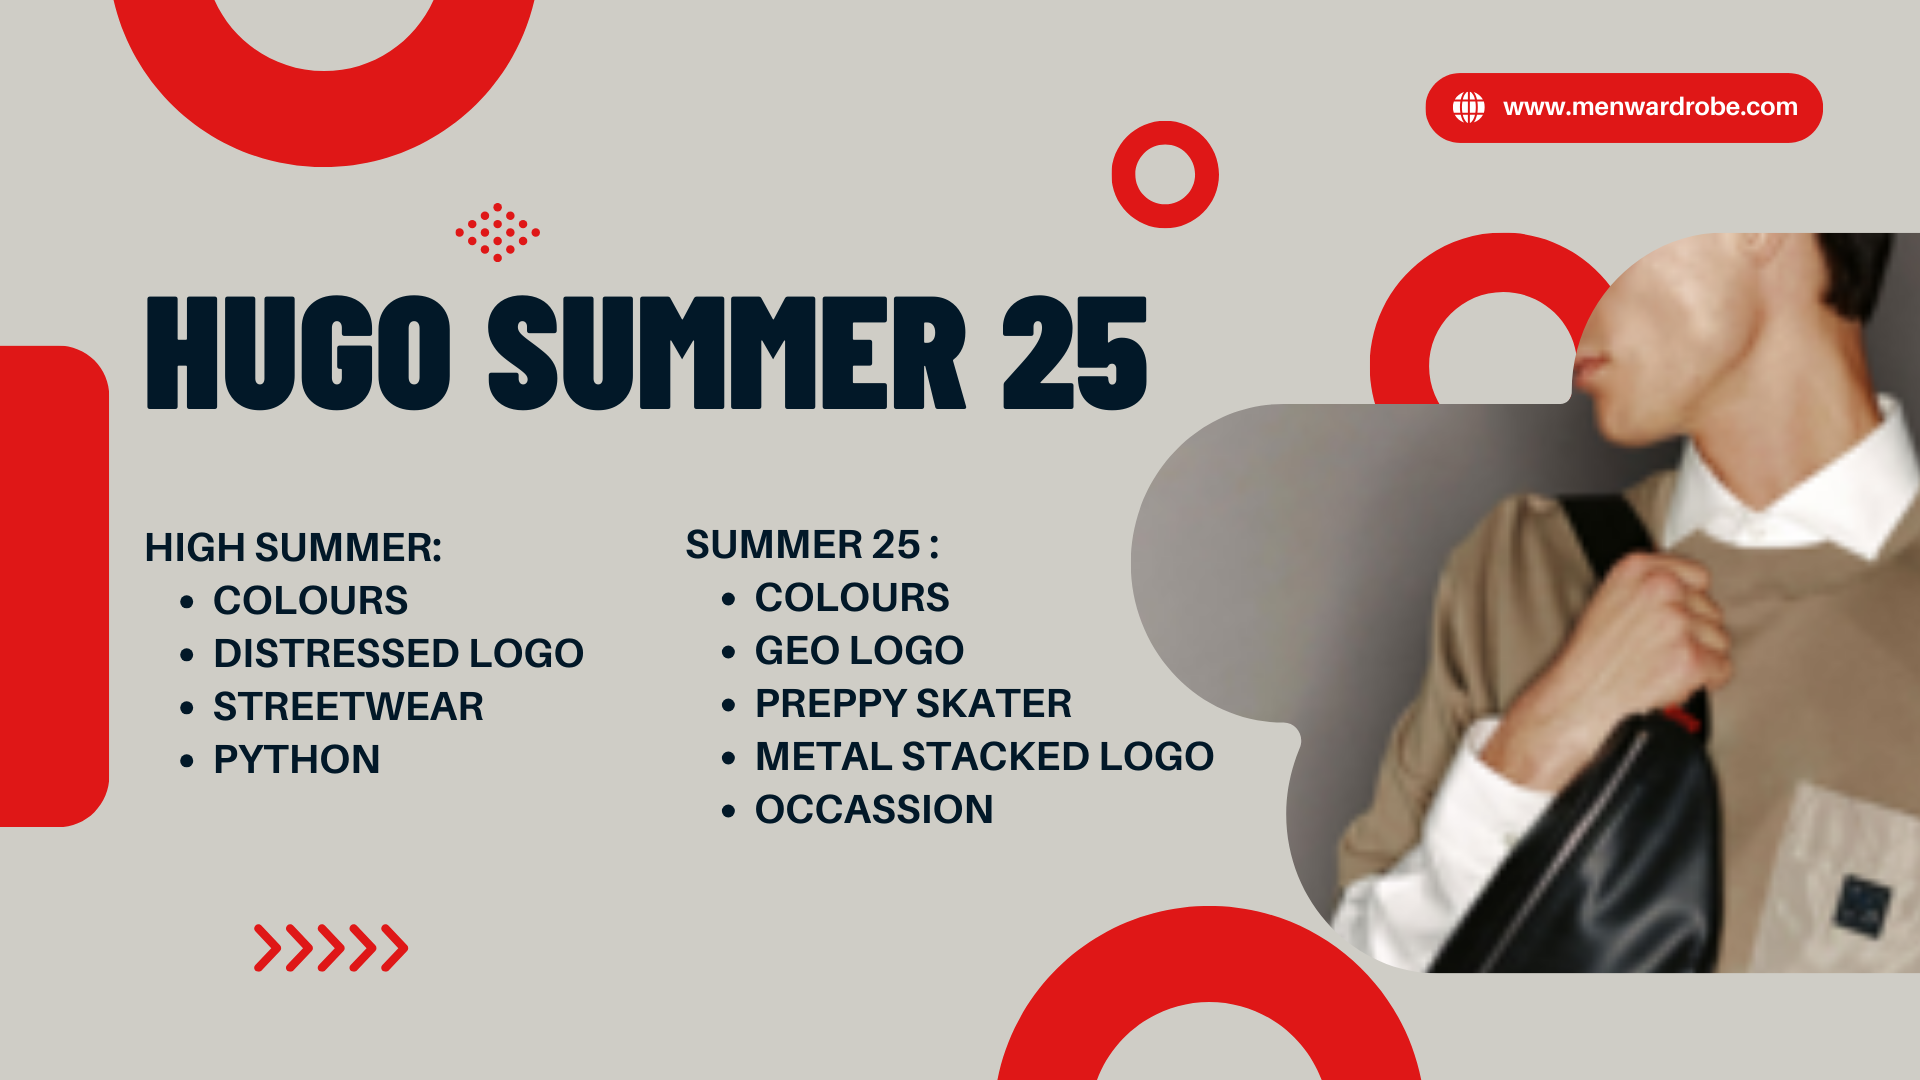 www.menwardrobe.com
HUGO SUMMER 25
HIGH SUMMER:
• COLOURS
• DISTRESSED LOGO
• STREETWEAR
• PYTHON
SUMMER 25 :
• COLOURS
• GEO LOGO
• PREPPY SKATER
• METAL STACKED LOGO
• OCCASSION